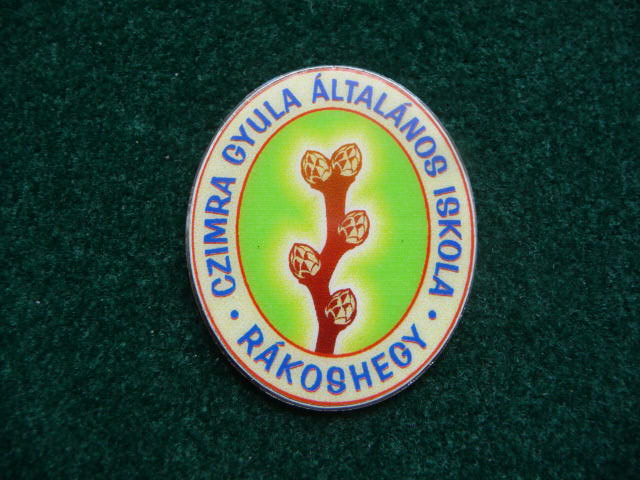 CZIMRA GYULA ÁLTALÁNOS ISKOLA
• RÁKOSHEGY •